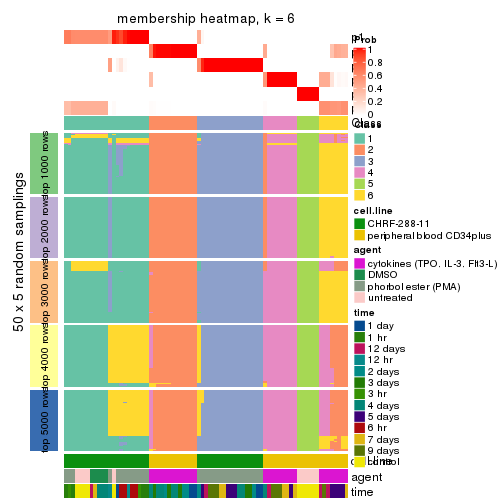 membership heatmap, k = 6
Prob
1
0.8
0.6
0.4
0.2
0
Class
Class
1
2
3
4
5
6
cell.line
CHRF-288-11
peripheral blood CD34plus
agent
cytokines (TPO, IL-3, Flt3-L)
DMSO
phorbol ester (PMA)
untreated
time
1 day
1 hr
12 days
12 hr
2 days
3 days
3 hr
4 days
5 days
6 hr
7 days
9 days
control
agent
time
50 x 5 random samplings
top 1000 rows
top 2000 rows
top 3000 rows
top 4000 rows
top 5000 rows